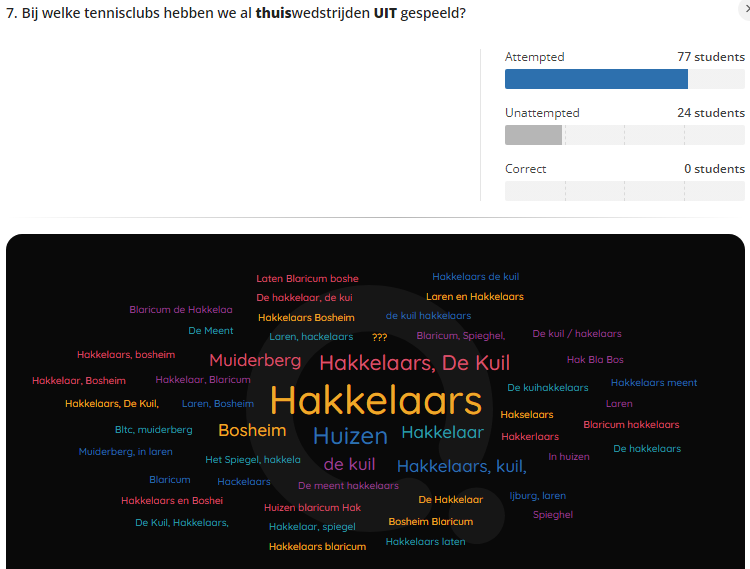 7. Bij welke tennisclubs hebben we al thuiswedstrijden UIT gespeeld?
Attempted 77 students
Unattempted 24 students
Correct 0 students
Laten Blaricum boshe
Hakkelaars de kuil
De hakkelaar, de kui
Laren en Hakkelaars
Blaricum de Hakkelaa
Hakkelaars Bosheim
de kuil hakkelaars
De Meent
Laren, hackelaars
???
Blaricum, Spieghel,
De kuil / hakelaars
Hakkelaars, bosheim
Muiderberg
Hakkelaars, De Kuil
Hak Bla Bos
Hakkelaar, Bosheim
Hakkelaar, Blaricum
De kuihakkelaars
Hakkelaars meent
Hakkelaars, De Kuil,
Laren, Bosheim
Hakkelaars
Hakselaars
Laren
Bltc, muiderberg
Bosheim
Huizen
Hakkelaar
Hakkerlaars
Blaricum hakkelaars
Muiderberg, in laren
Het Spiegel, hakkela
de kuil
Hakkelaars, kuil,
In huizen
De hakkelaars
Blaricum
Hackelaars
De meent hakkelaars
Hakkelaars en Boshei
Huizen blaricum Hak
De Hakkelaar
Ijburg, laren
De Kuil, Hakkelaars,
Hakkelaar, spiegel
Bosheim Blaricum
Spieghel
Hakkelaars blaricum
Hakkelaars laten